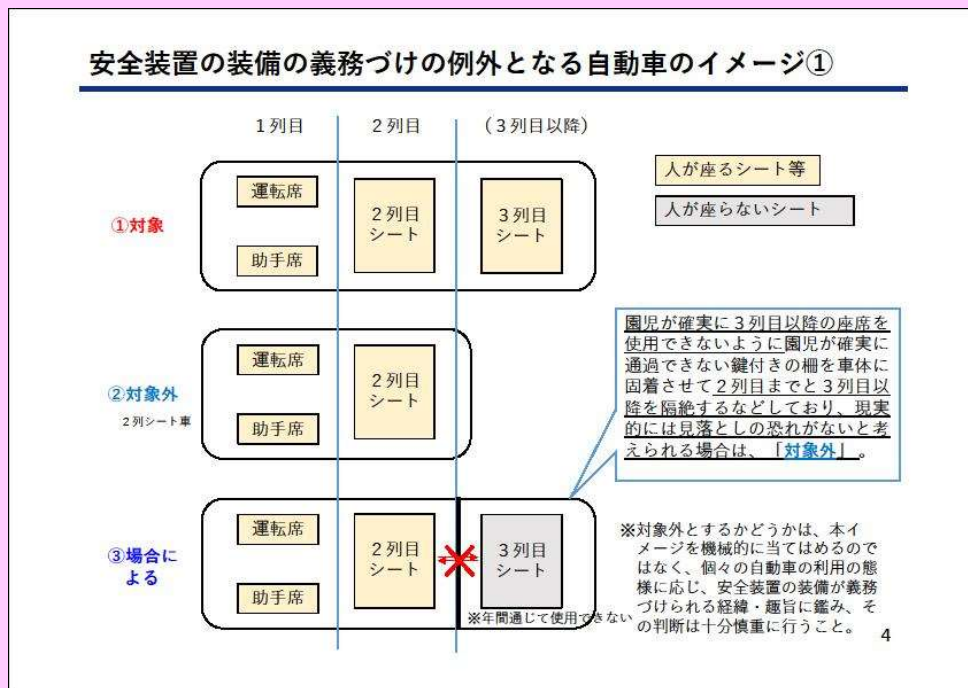 安全装置の装備の義務づけの例外となる自動車のイメージ①
1列目
2列目
(3列目以降)
人が座るシート等
人が座らないシート
①対象
運転席
助手席
2列目
シート
3列目
シート
②対象外
2列シート車
運転席
助手席
2列目
シート
園児が確実に3列目以降の座席を
使用できないように園児が確実に
通過できない鍵付きの柵を車体に
固着させて2列目までと3列目以
降を隔絶するなどしており、現実
的には見落としの恐れがないと考
えられる場合は、「対象外」。
③場合に
よる
運転席
助手席
2列目
シート
3列目
シート
※年間通じて使用できない
※対象外とするかどうかは、本イ
メージを機械的に当てはめるので
はなく、個々の自動車の利用の態
様に応じ、安全装置の装備が義務
づけられる経緯・趣旨に鑑み、そ
の判断は十分慎重に行うこと。
4